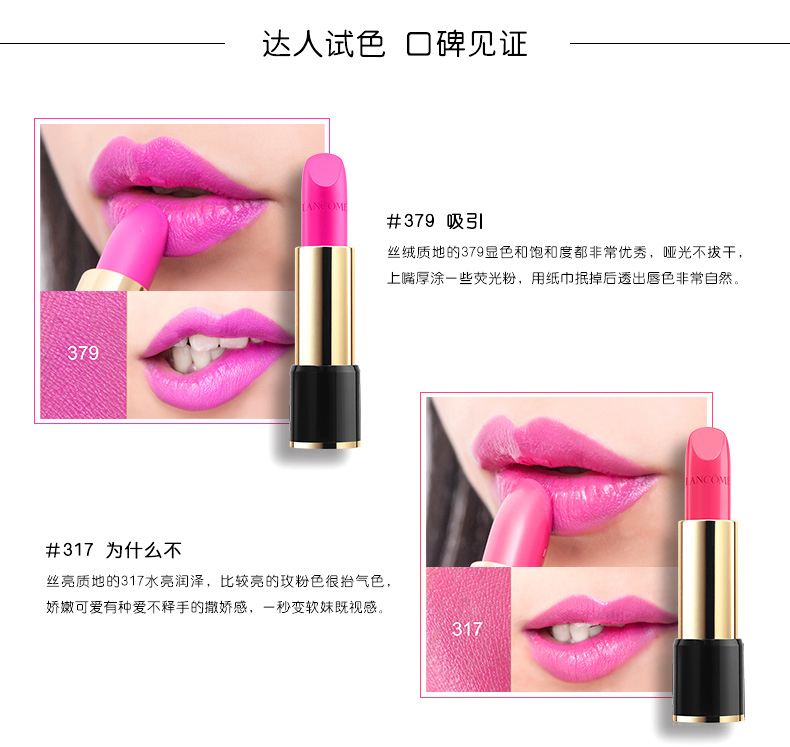 达人试色 口碑见证
LANCOME
#379 吸引
丝绒质地的379显色和饱和度都非常优秀，哑光不拔干，
上嘴厚涂一些荧光粉，用纸巾抿掉后透出唇色非常自然。
379
LANCOME
#317 为什么不
丝亮质地的317水亮润泽，比较亮的玫粉色很抬气色，
娇嫩可爱有种爱不释手的撒娇感，一秒变软妹既视感。
317